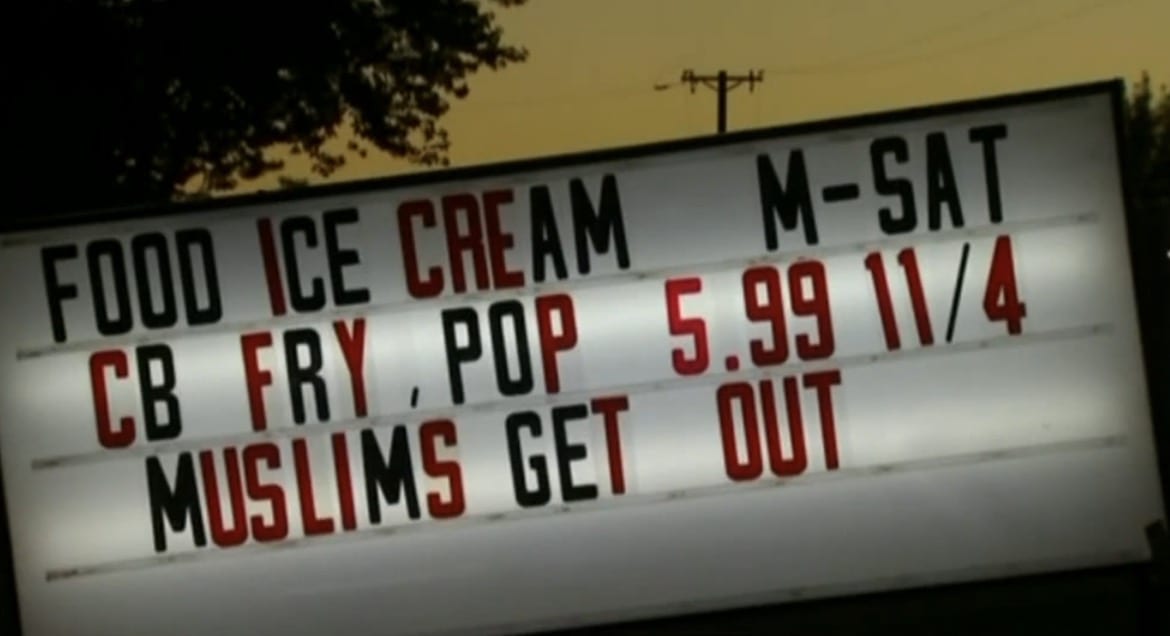 FOOD ICE CREAM M-SAT
CB FRY, POP 5.99 11/4
MUSLIMS GET OUT